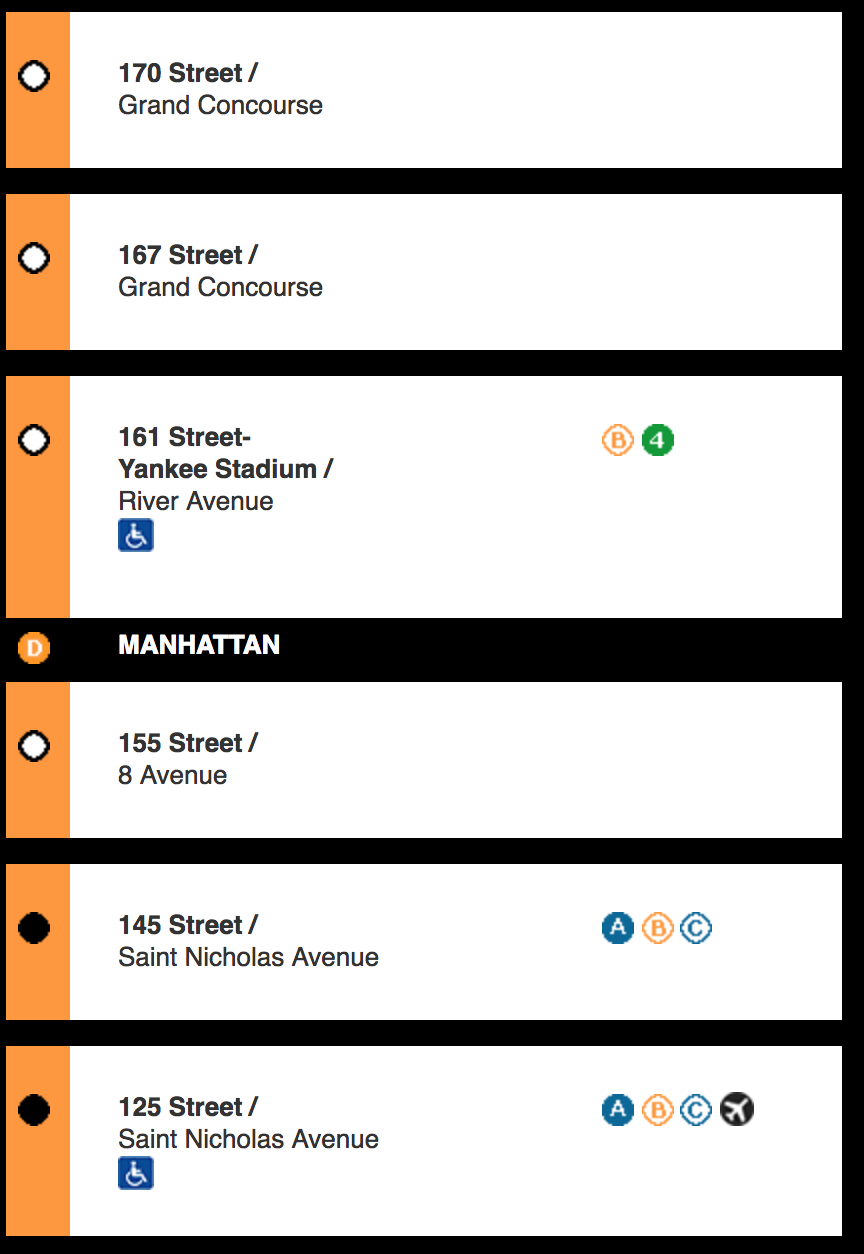 170 Street /
Grand Concourse
167 Street /
Grand Concourse
161 Street-
Yankee Stadium /
River Avenue
B 4
D MANHATTAN
155 Street /
8 Avenue
145 Street /
Saint Nicholas Avenue
A B C
125 Street /
Saint Nicholas Avenue
A B C